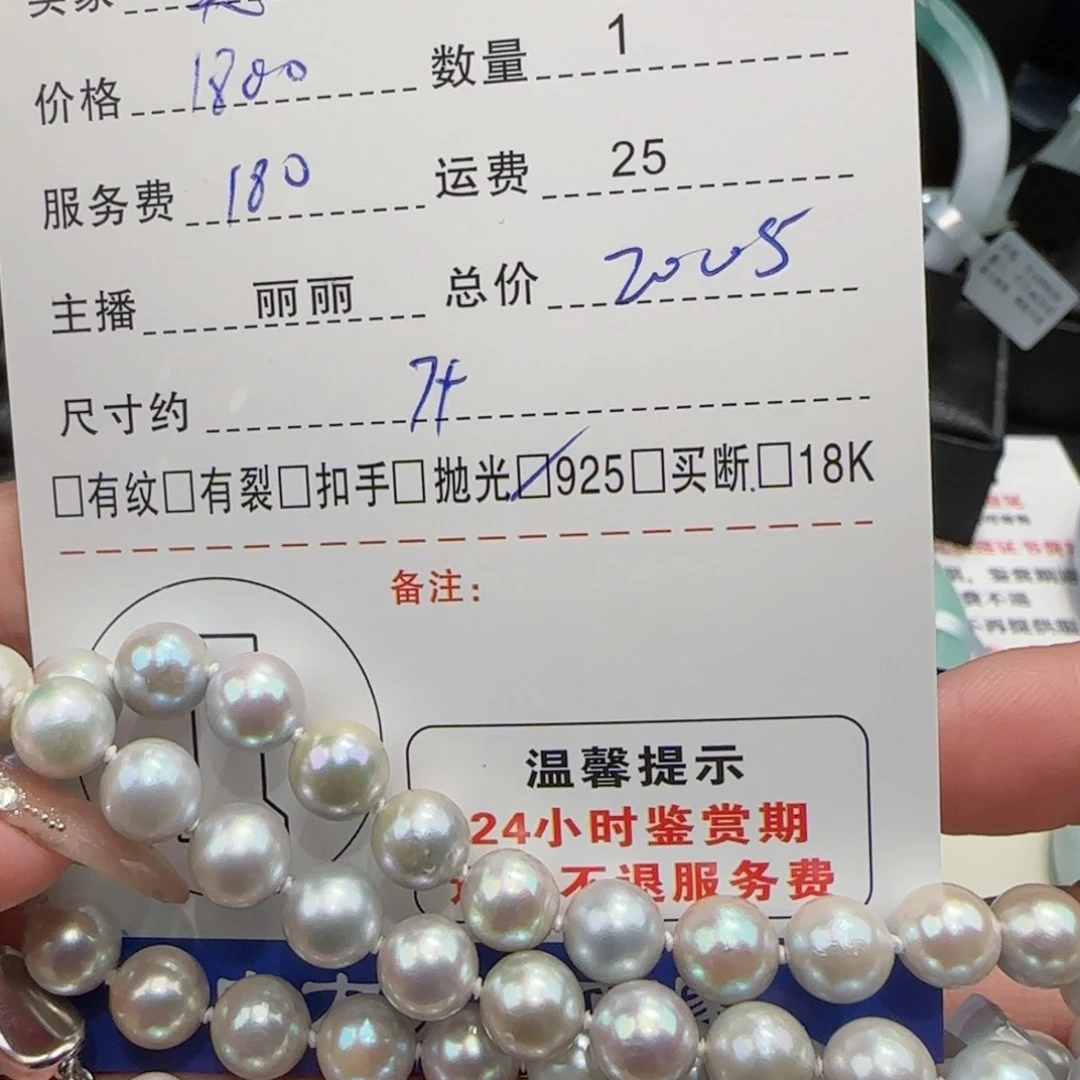 买家
价格 1800 数量 1
服务费 180 运费 25
主播 丽丽 总价 2005
尺寸约 7+
□有纹□有裂□扣手□抛光□925□买断□18K
备注：
温馨提示
24小时鉴赏期
不退服务费